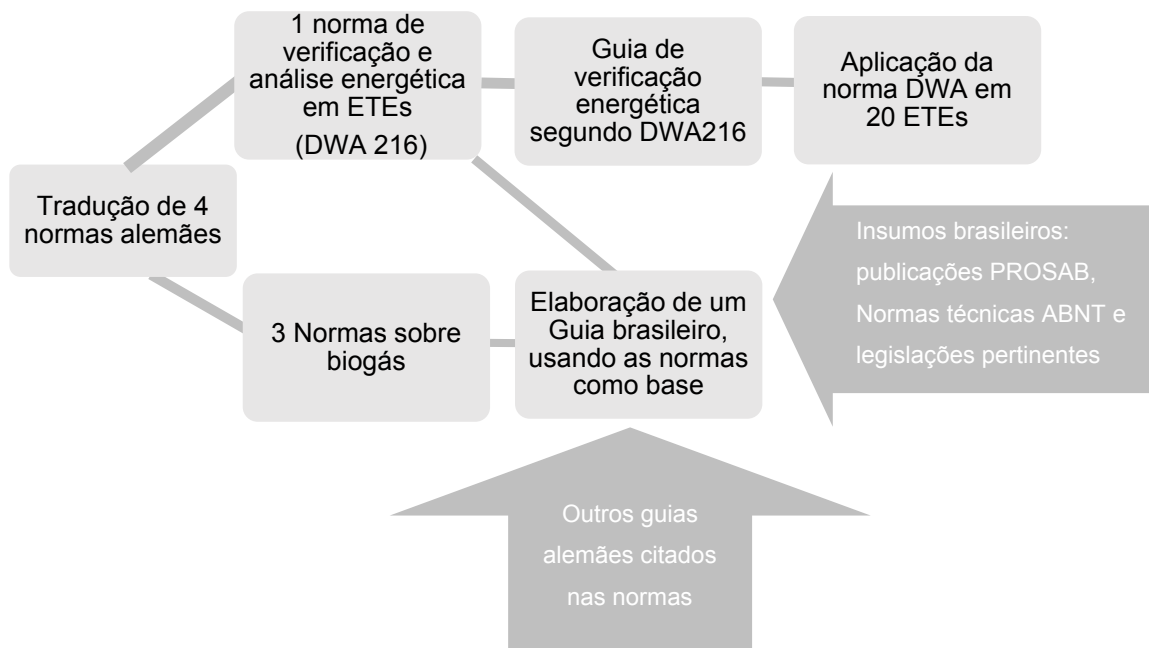 1 norma de
verificação e
análise energética
em ETEs
(DWA 216)
Guia de
verificação
energética
segundo DWA216
Aplicação da
norma DWA em
20 ETEs
Tradução de 4
normas alemães
3 Normas sobre
biogás
Elaboração de um
Guia brasileiro,
usando as normas
como base
Insumos brasileiros:
publicações PROSAB,
Normas técnicas ABNT e
legislações pertinentes
Outros guias
alemães citados
nas normas